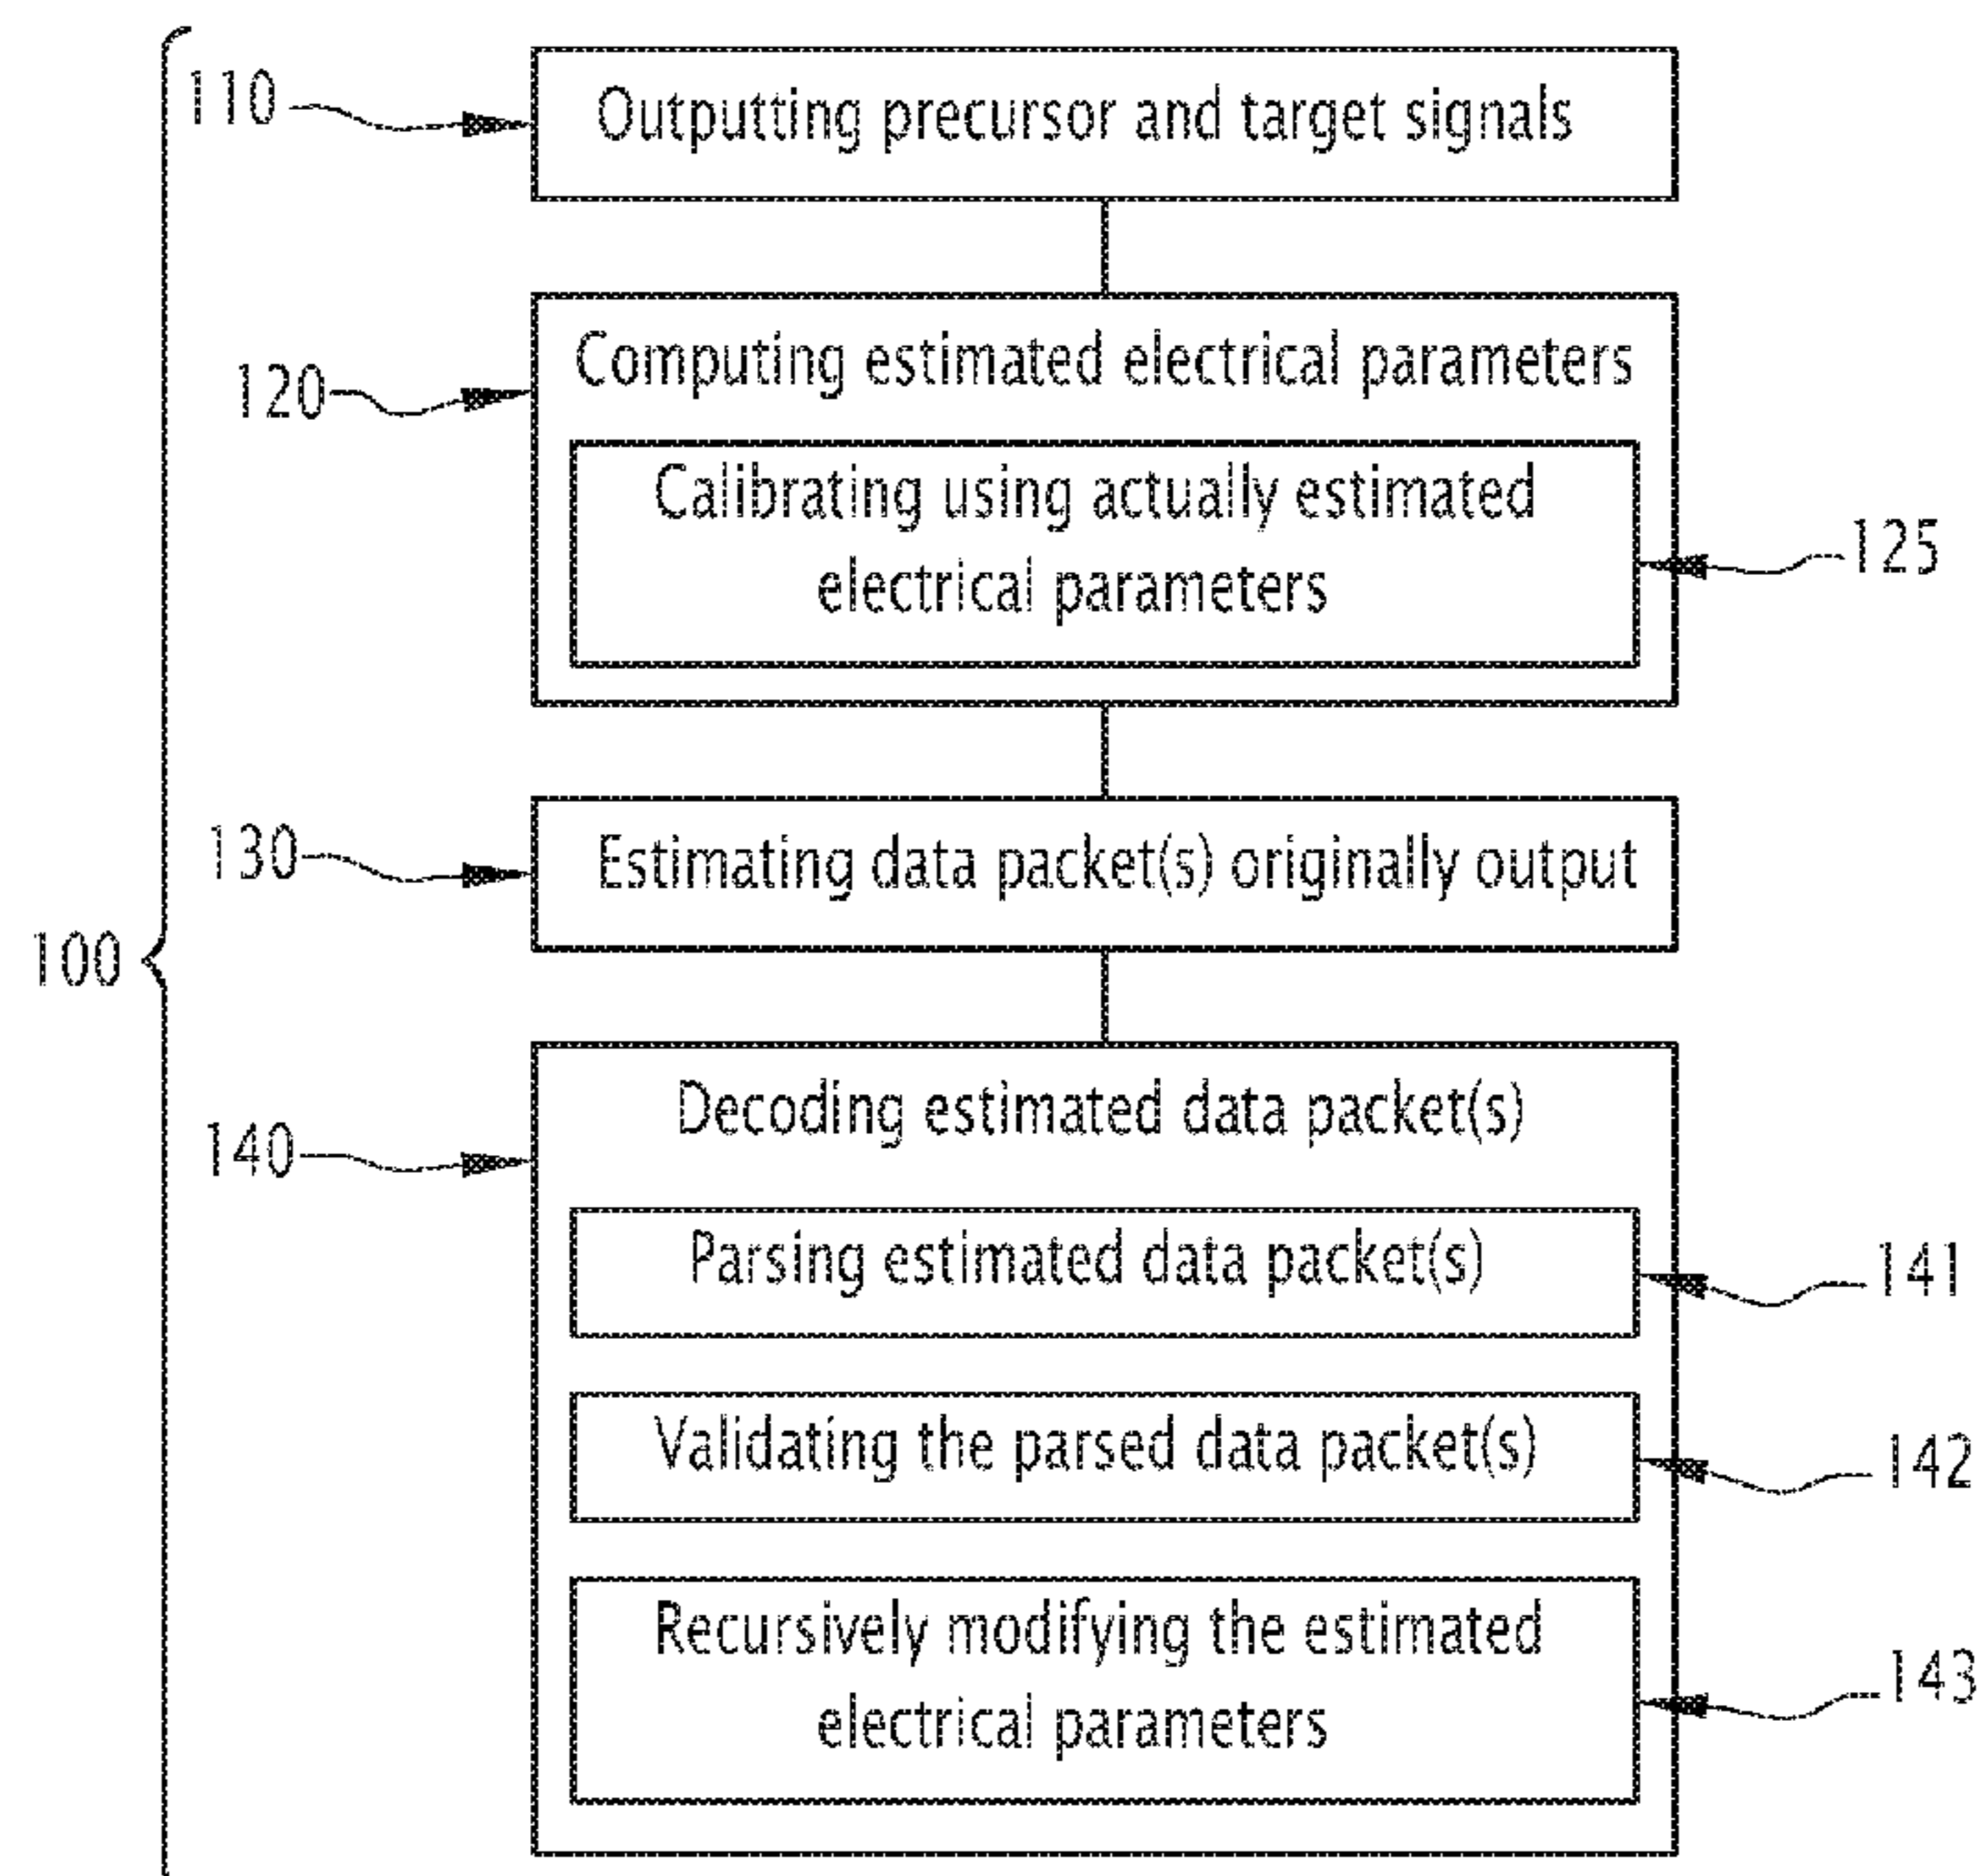 110
Outputting precursor and target signals
120
Computing estimated electrical parameters
Calibrating using actually estimated
electrical parameters
125
130
Estimating data packet(s) originally output
100
140
Decoding estimated data packet(s)
Parsing estimated data packet(s)
141
Validating the parsed data packet(s)
142
Recursively modifying the estimated
electrical parameters
143